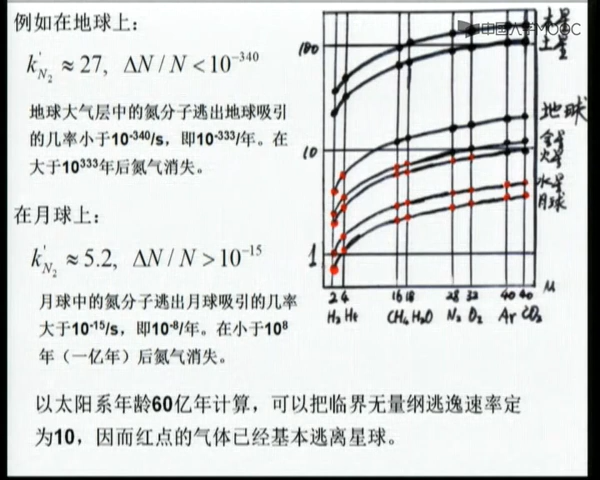 例如在地球上:
k'N₂ ≈ 27, ΔN / N < 10⁻³⁴⁰
地球大气层中的氮分子逃出地球吸引
的几率小于10⁻³⁴⁰/s，即10⁻³³³/年。在
大于10³³³年后氮气消失。
在月球上:
k'N₂ ≈ 5.2, ΔN / N > 10⁻¹⁵
月球中的氮分子逃出月球吸引的几率
大于10⁻¹⁵/s，即10⁻⁸/年。在小于10⁸
年（一亿年）后氮气消失。
中国大学MOOC
木星
土星
地球
金星
火星
水星
月球
100
10
1
2 4 16 18 28 32 40 40 μ
H₂ He CH₄ H₂O N₂ O₂ Ar CO₂
以太阳系年龄60亿年计算，可以把临界无量纲逃逸速率定
为10，因而红点的气体已经基本逃离星球。